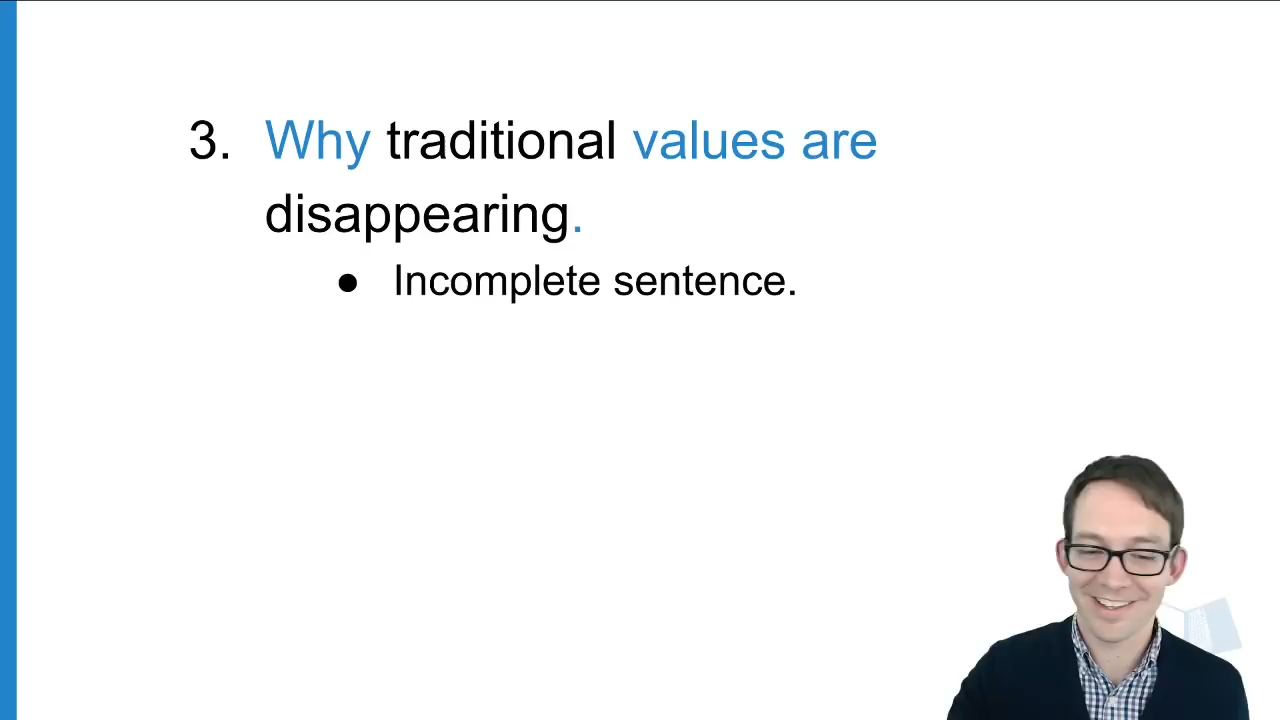 3. Why traditional values are
disappearing.
● Incomplete sentence.